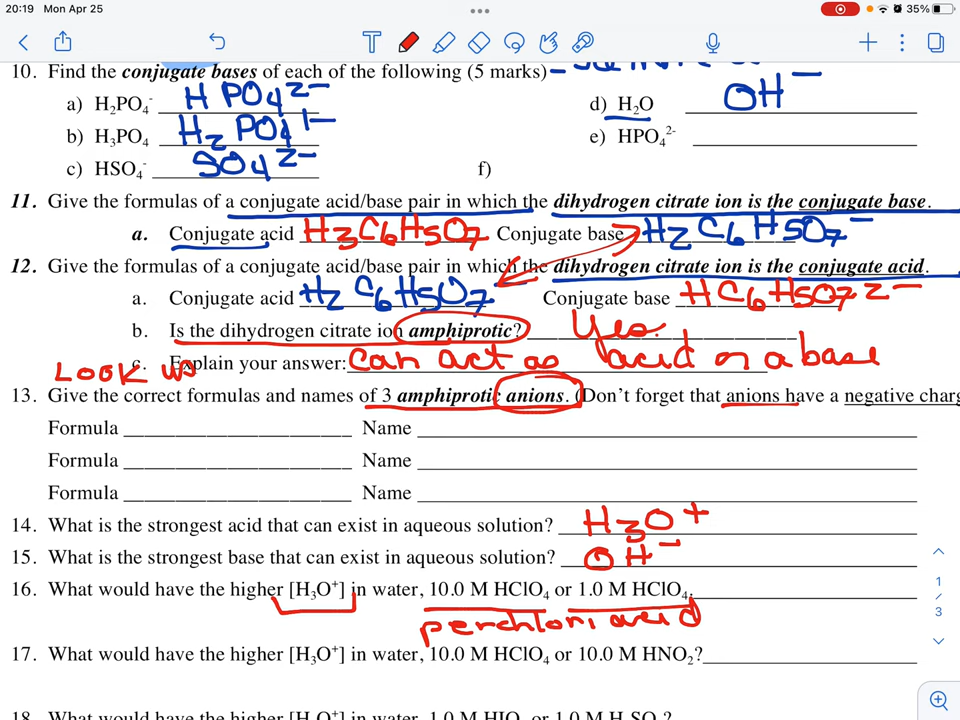 20:19 Mon Apr 25
35%
10. Find the conjugate bases of each of the following (5 marks)
a) H₂PO₄⁻ HPO4 2- d) H₂O OH⁻
b) H₃PO₄ H2PO4 1- e) HPO₄²⁻
c) HSO₄⁻ SO4 2- f)
11. Give the formulas of a conjugate acid/base pair in which the dihydrogen citrate ion is the conjugate base.
a. Conjugate acid H3C6H5O7 Conjugate base H2C6H5O7⁻
12. Give the formulas of a conjugate acid/base pair in which the dihydrogen citrate ion is the conjugate acid.
a. Conjugate acid H2C6H5O7⁻ Conjugate base HC6H5O7 2-
b. Is the dihydrogen citrate ion amphiprotic? Yes.
c. Explain your answer: can act as acid or a base
Look up
13. Give the correct formulas and names of 3 amphiprotic anions. (Don't forget that anions have a negative charg
Formula Name
Formula Name
Formula Name
14. What is the strongest acid that can exist in aqueous solution? H3O+
15. What is the strongest base that can exist in aqueous solution? OH⁻
16. What would have the higher [H₃O⁺] in water, 10.0 M HClO₄ or 1.0 M HClO₄.
perchloric acid
17. What would have the higher [H₃O⁺] in water, 10.0 M HClO₄ or 10.0 M HNO₂?
1
/
3